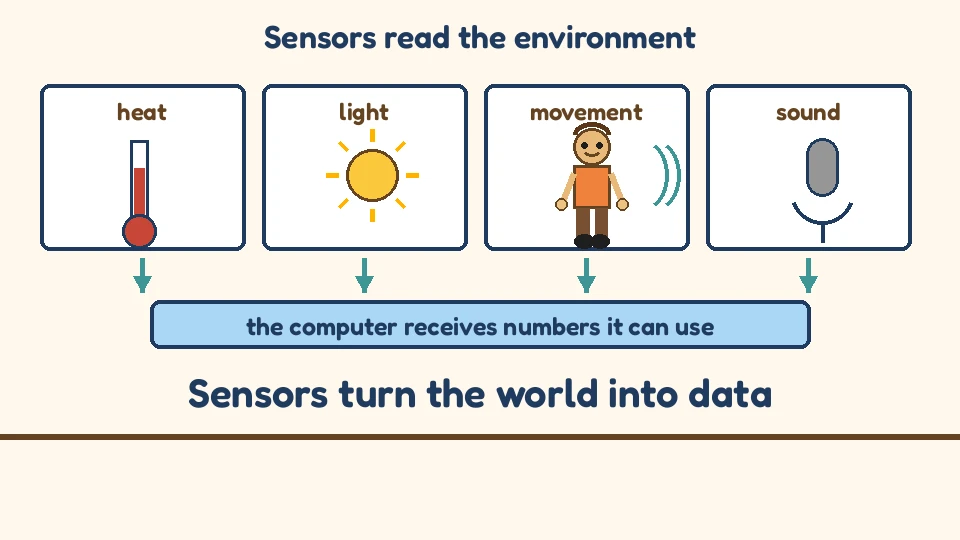 Sensors read the environment
heat
light
movement
sound
the computer receives numbers it can use
Sensors turn the world into data